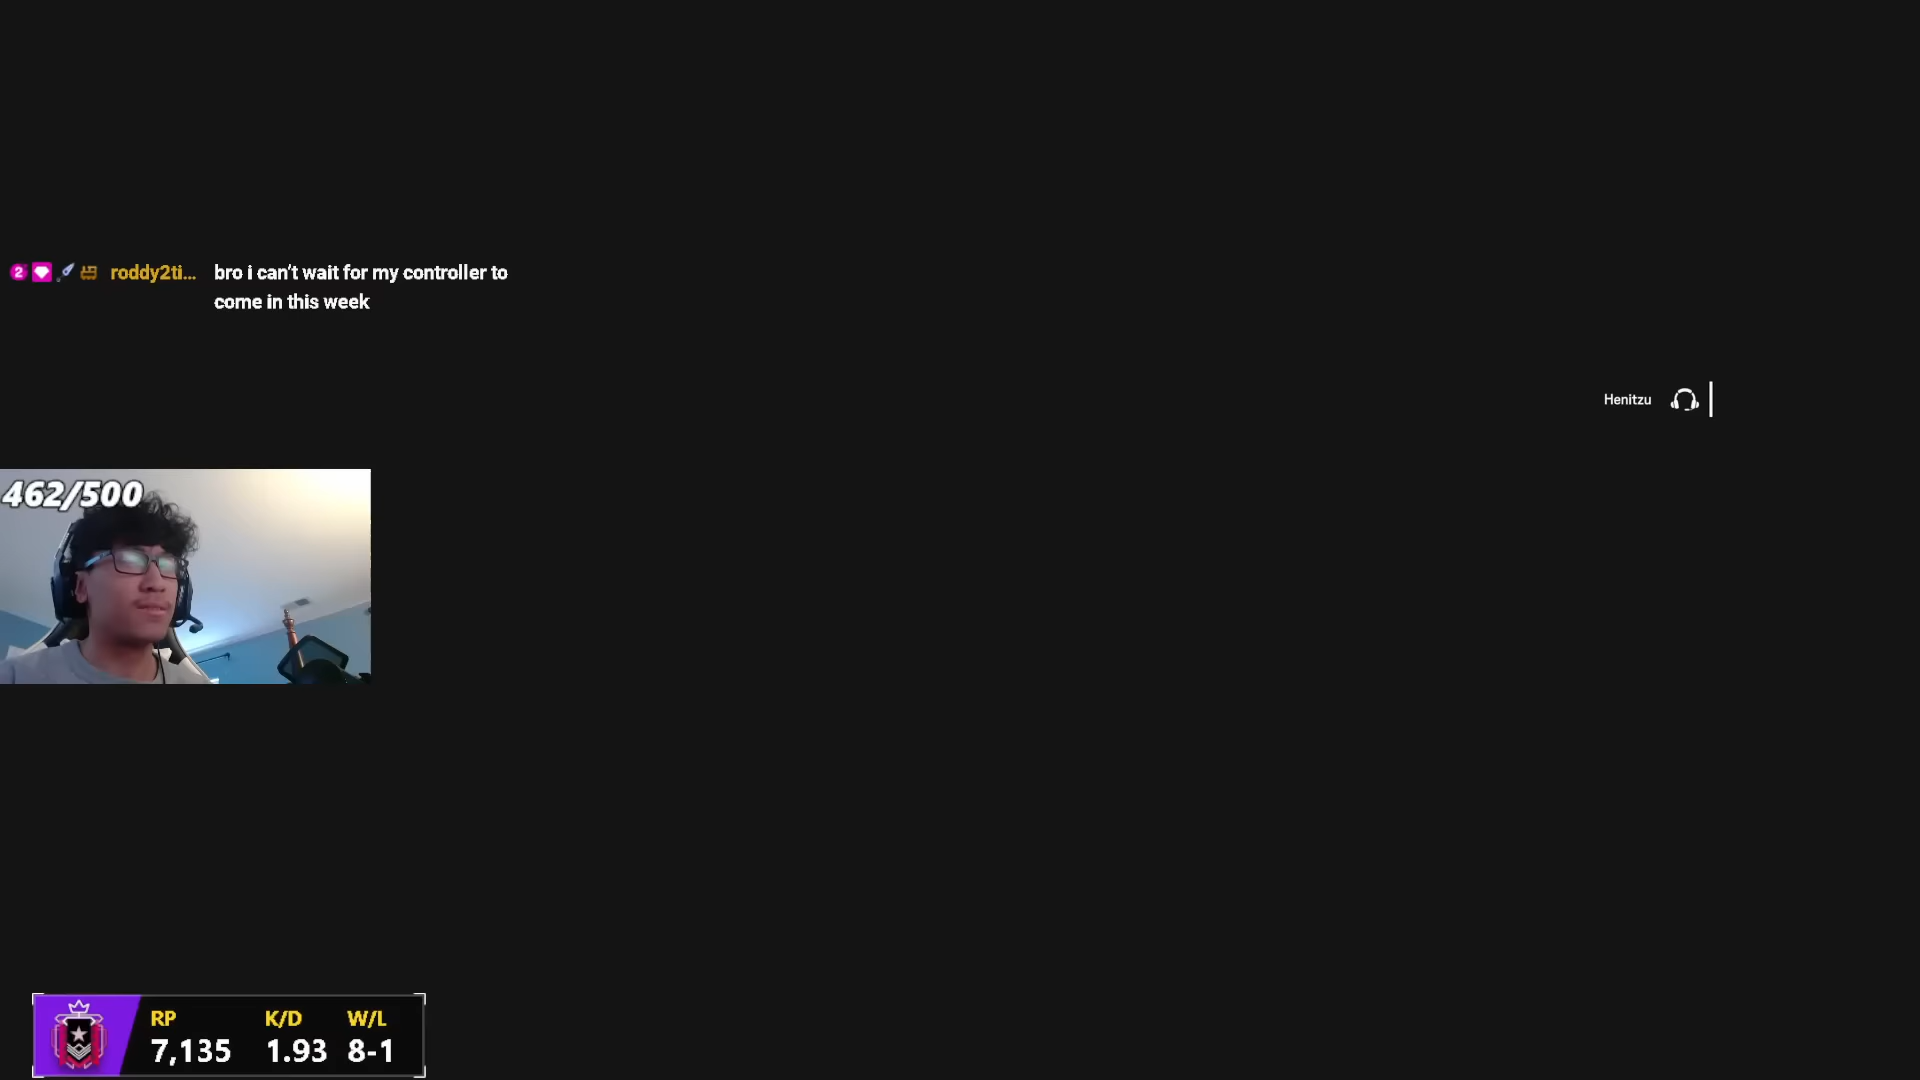 2 roddy2ti... bro i can't wait for my controller to
come in this week
Henitzu
462/500
RP K/D W/L
7,135 1.93 8-1